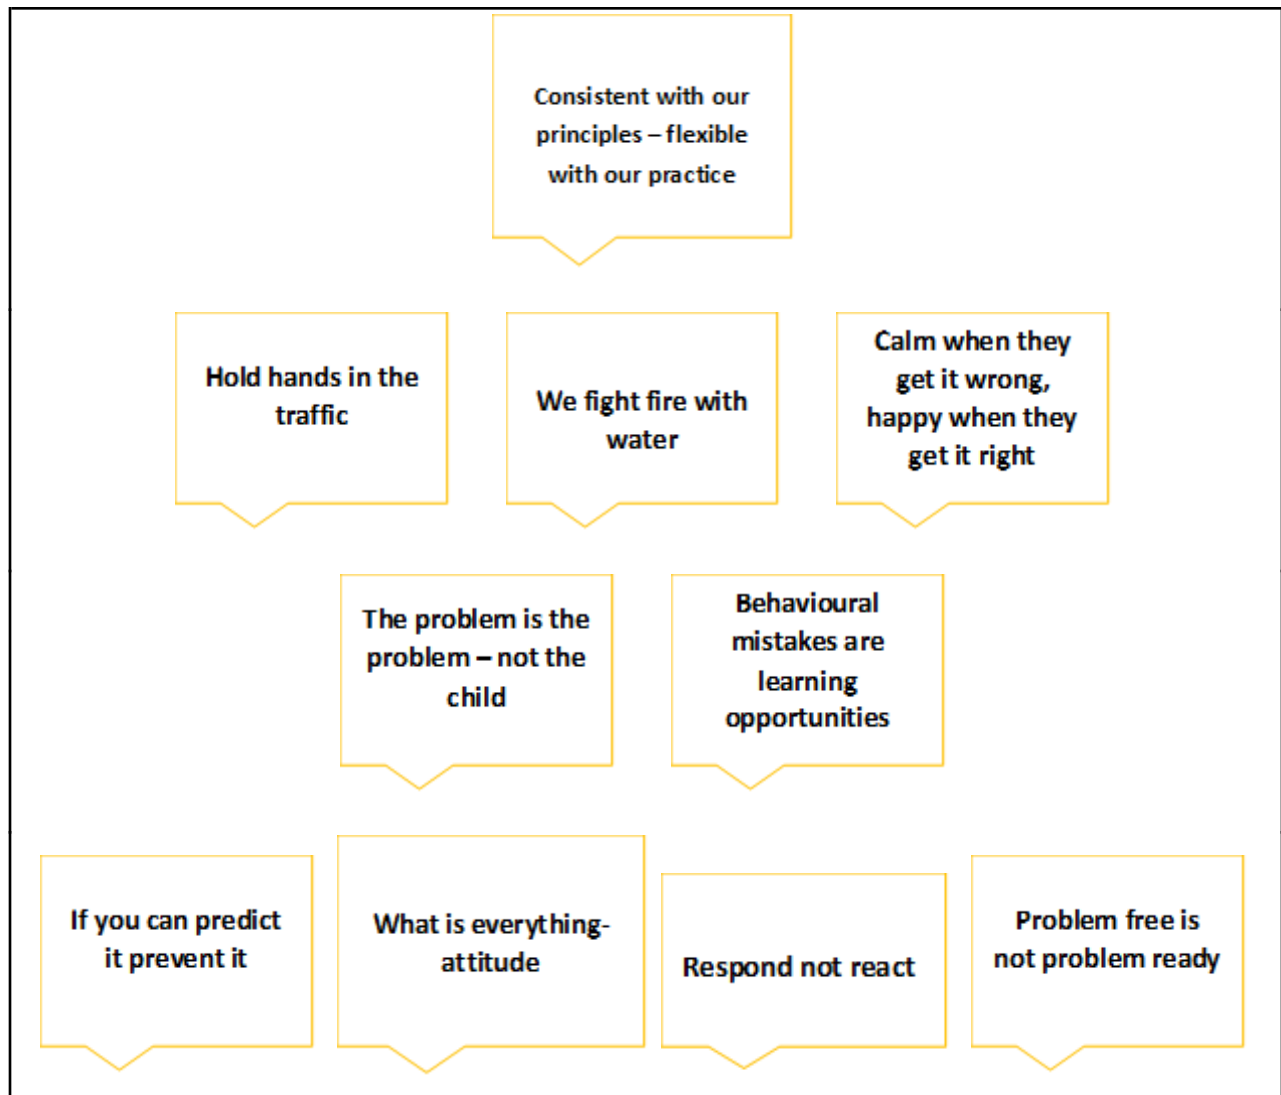 Consistent with our
principles – flexible
with our practice
Hold hands in the
traffic
We fight fire with
water
Calm when they
get it wrong,
happy when they
get it right
The problem is the
problem – not the
child
Behavioural
mistakes are
learning
opportunities
If you can predict
it prevent it
What is everything-
attitude
Respond not react
Problem free is
not problem ready